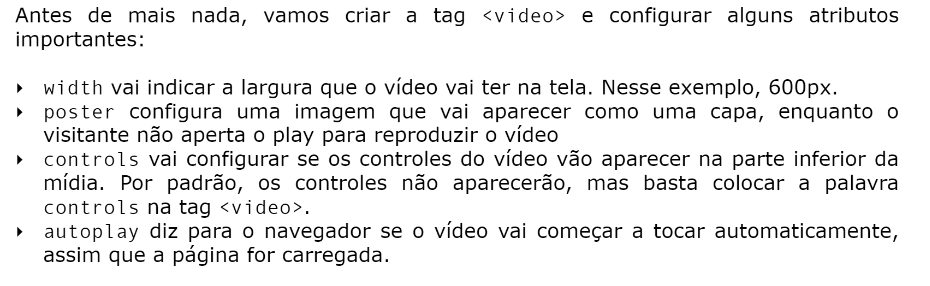 Antes de mais nada, vamos criar a tag <video> e configurar alguns atributos
importantes:
‣ width vai indicar a largura que o vídeo vai ter na tela. Nesse exemplo, 600px.
‣ poster configura uma imagem que vai aparecer como uma capa, enquanto o
visitante não aperta o play para reproduzir o vídeo
‣ controls vai configurar se os controles do vídeo vão aparecer na parte inferior da
mídia. Por padrão, os controles não aparecerão, mas basta colocar a palavra
controls na tag <video>.
‣ autoplay diz para o navegador se o vídeo vai começar a tocar automaticamente,
assim que a página for carregada.